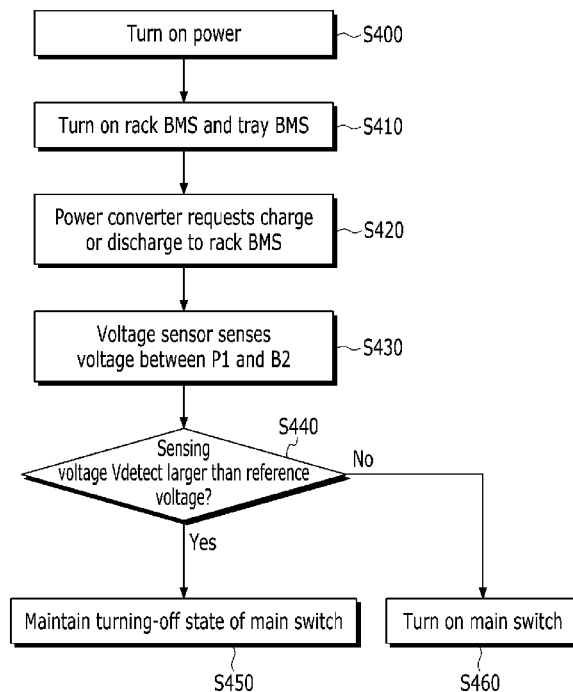 Turn on power
S400
Turn on rack BMS and tray BMS
S410
Power converter requests charge
or discharge to rack BMS
S420
Voltage sensor senses
voltage between P1 and B2
S430
S440
Sensing
voltage Vdetect larger than reference
voltage?
No
Yes
Maintain turning-off state of main switch
Turn on main switch
S450
S460